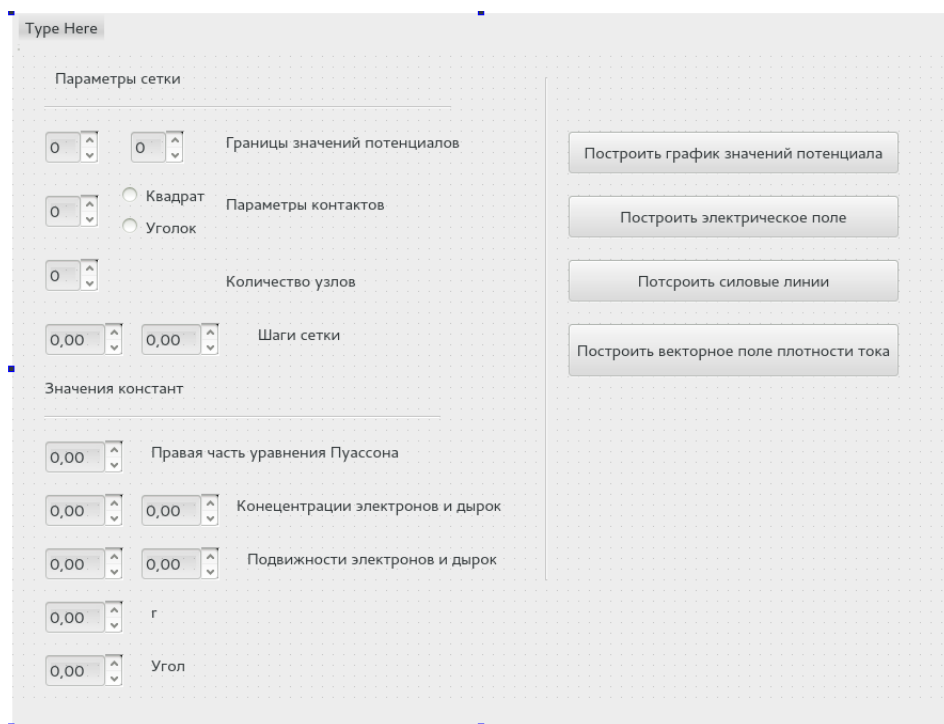 Type Here
Параметры сетки
0 0 Границы значений потенциалов
0 Квадрат Параметры контактов
Уголок
0 Количество узлов
0,00 0,00 Шаги сетки
Значения констант
0,00 Правая часть уравнения Пуассона
0,00 0,00 Конецентрации электронов и дырок
0,00 0,00 Подвижности электронов и дырок
0,00 г
0,00 Угол
Построить график значений потенциала
Построить электрическое поле
Потсроить силовые линии
Построить векторное поле плотности тока